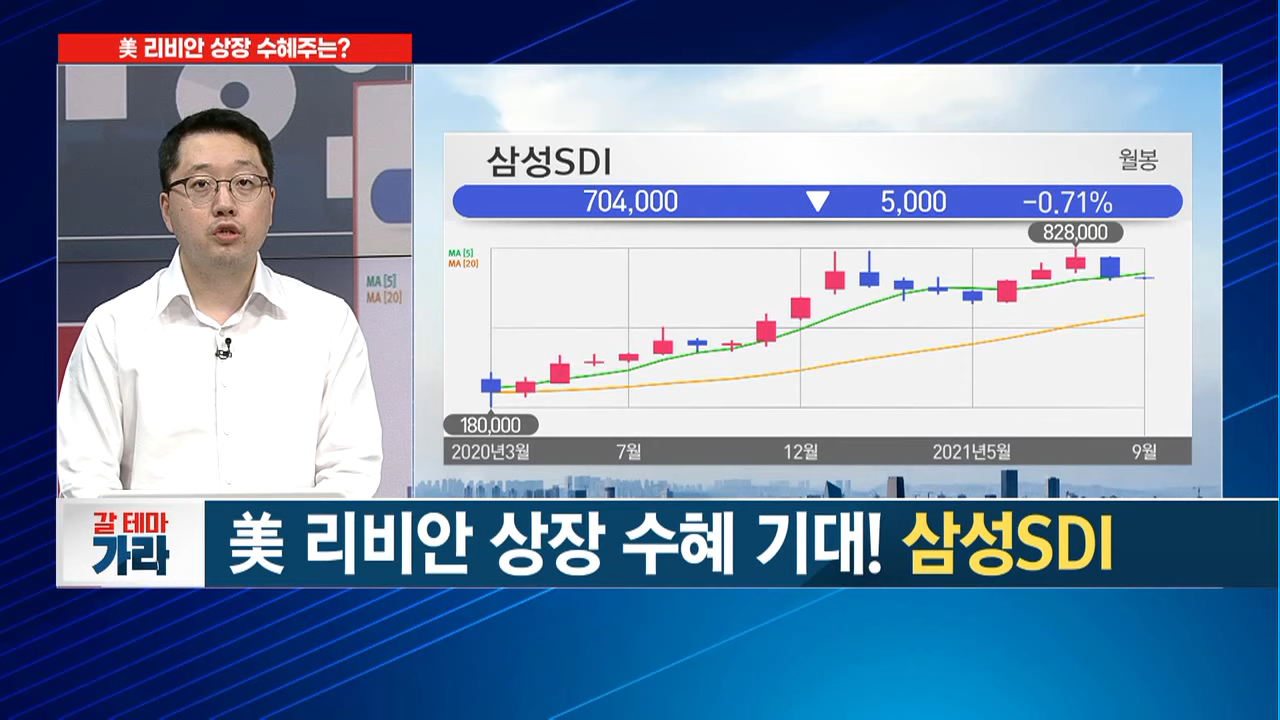 美 리비안 상장 수혜주는?
MA [5]
MA [20]
삼성SDI
월봉
704,000 ▼ 5,000 -0.71%
828,000
MA [5]
MA [20]
180,000
2020년3월 7월 12월 2021년5월 9월
갈 테마
가라
美 리비안 상장 수혜 기대! 삼성SDI